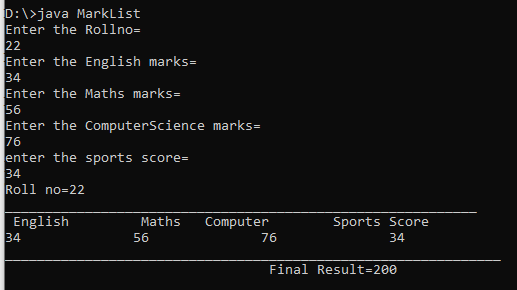 D:\>java MarkList
Enter the Rollno=
22
Enter the English marks=
34
Enter the Maths marks=
56
Enter the ComputerScience marks=
76
enter the sports score=
34
Roll no=22
___________________________________________________________
 English         Maths   Computer        Sports Score
34              56              76              34
______________________________________________________________
                                 Final Result=200